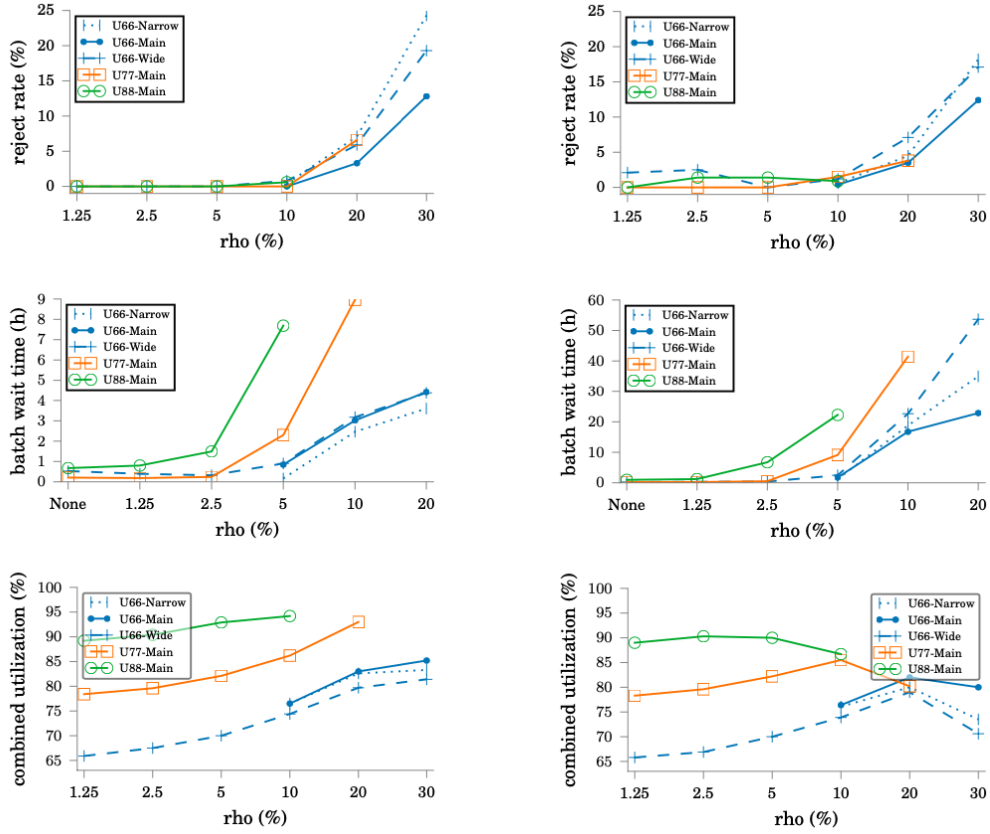 reject rate (%)
25
20
15
10
5
0
U66-Narrow
U66-Main
U66-Wide
U77-Main
U88-Main
1.25 2.5 5 10 20 30
rho (%)
reject rate (%)
25
20
15
10
5
0
U66-Narrow
U66-Main
U66-Wide
U77-Main
U88-Main
1.25 2.5 5 10 20 30
rho (%)
batch wait time (h)
9
8
7
6
5
4
3
2
1
0
U66-Narrow
U66-Main
U66-Wide
U77-Main
U88-Main
None 1.25 2.5 5 10 20
rho (%)
batch wait time (h)
60
50
40
30
20
10
0
U66-Narrow
U66-Main
U66-Wide
U77-Main
U88-Main
None 1.25 2.5 5 10 20
rho (%)
combined utilization (%)
100
95
90
85
80
75
70
65
U66-Narrow
U66-Main
U66-Wide
U77-Main
U88-Main
1.25 2.5 5 10 20 30
rho (%)
combined utilization (%)
100
95
90
85
80
75
70
65
U66-Narrow
U66-Main
U66-Wide
U77-Main
U88-Main
1.25 2.5 5 10 20 30
rho (%)